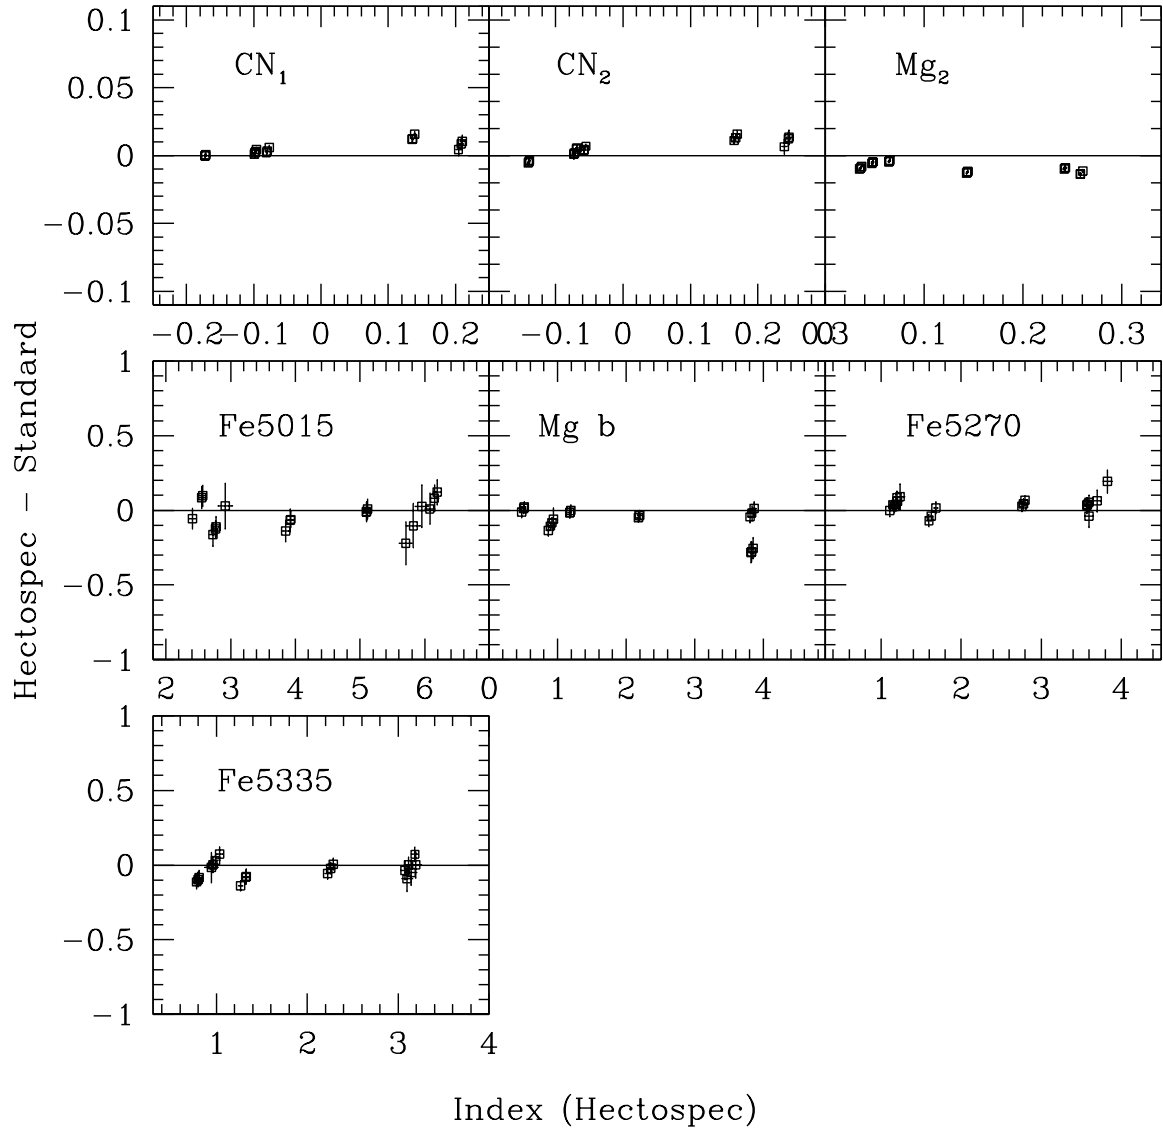 0.1
0.05
0
−0.05
−0.1
CN1
CN2
Mg2
−0.2 −0.1 0 0.1 0.2
−0.1 0 0.1 0.2 0.3
0 0.1 0.2 0.3
Hectospec − Standard
1
0.5
0
−0.5
−1
Fe5015
Mg b
Fe5270
2 3 4 5 6
0 1 2 3 4
1 2 3 4
1
0.5
0
−0.5
−1
Fe5335
1 2 3 4
Index (Hectospec)